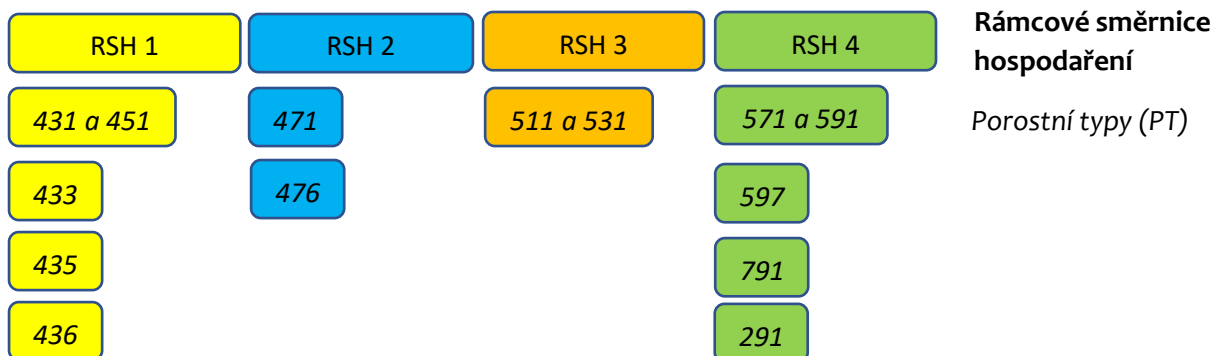 RSH 1 RSH 2 RSH 3 RSH 4 Rámcové směrnice
hospodaření
431 a 451 471 511 a 531 571 a 591 Porostní typy (PT)
433 476 597
435 791
436 291